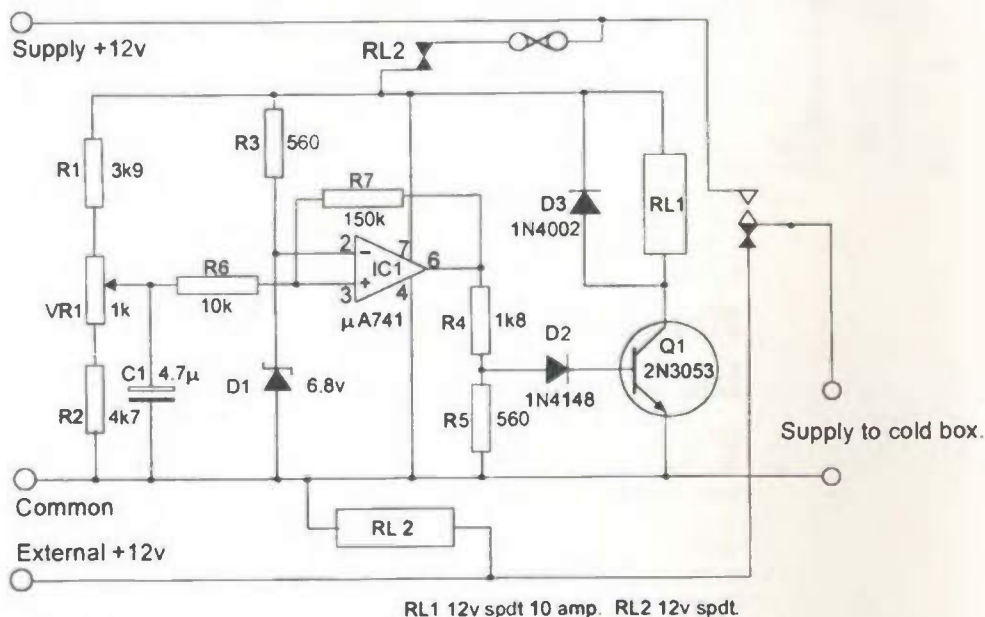 Supply +12v
RL2
R1
3k9
R3
560
R7
150k
D3
1N4002
RL1
2
7
IC1
6
3
4
μA741
R6
10k
VR1
1k
R4
1k8
D2
1N4148
Q1
2N3053
C1
4.7μ
D1
6.8v
R2
4k7
R5
560
Supply to cold box.
Common
RL 2
External +12v
RL1 12v spdt 10 amp. RL2 12v spdt.